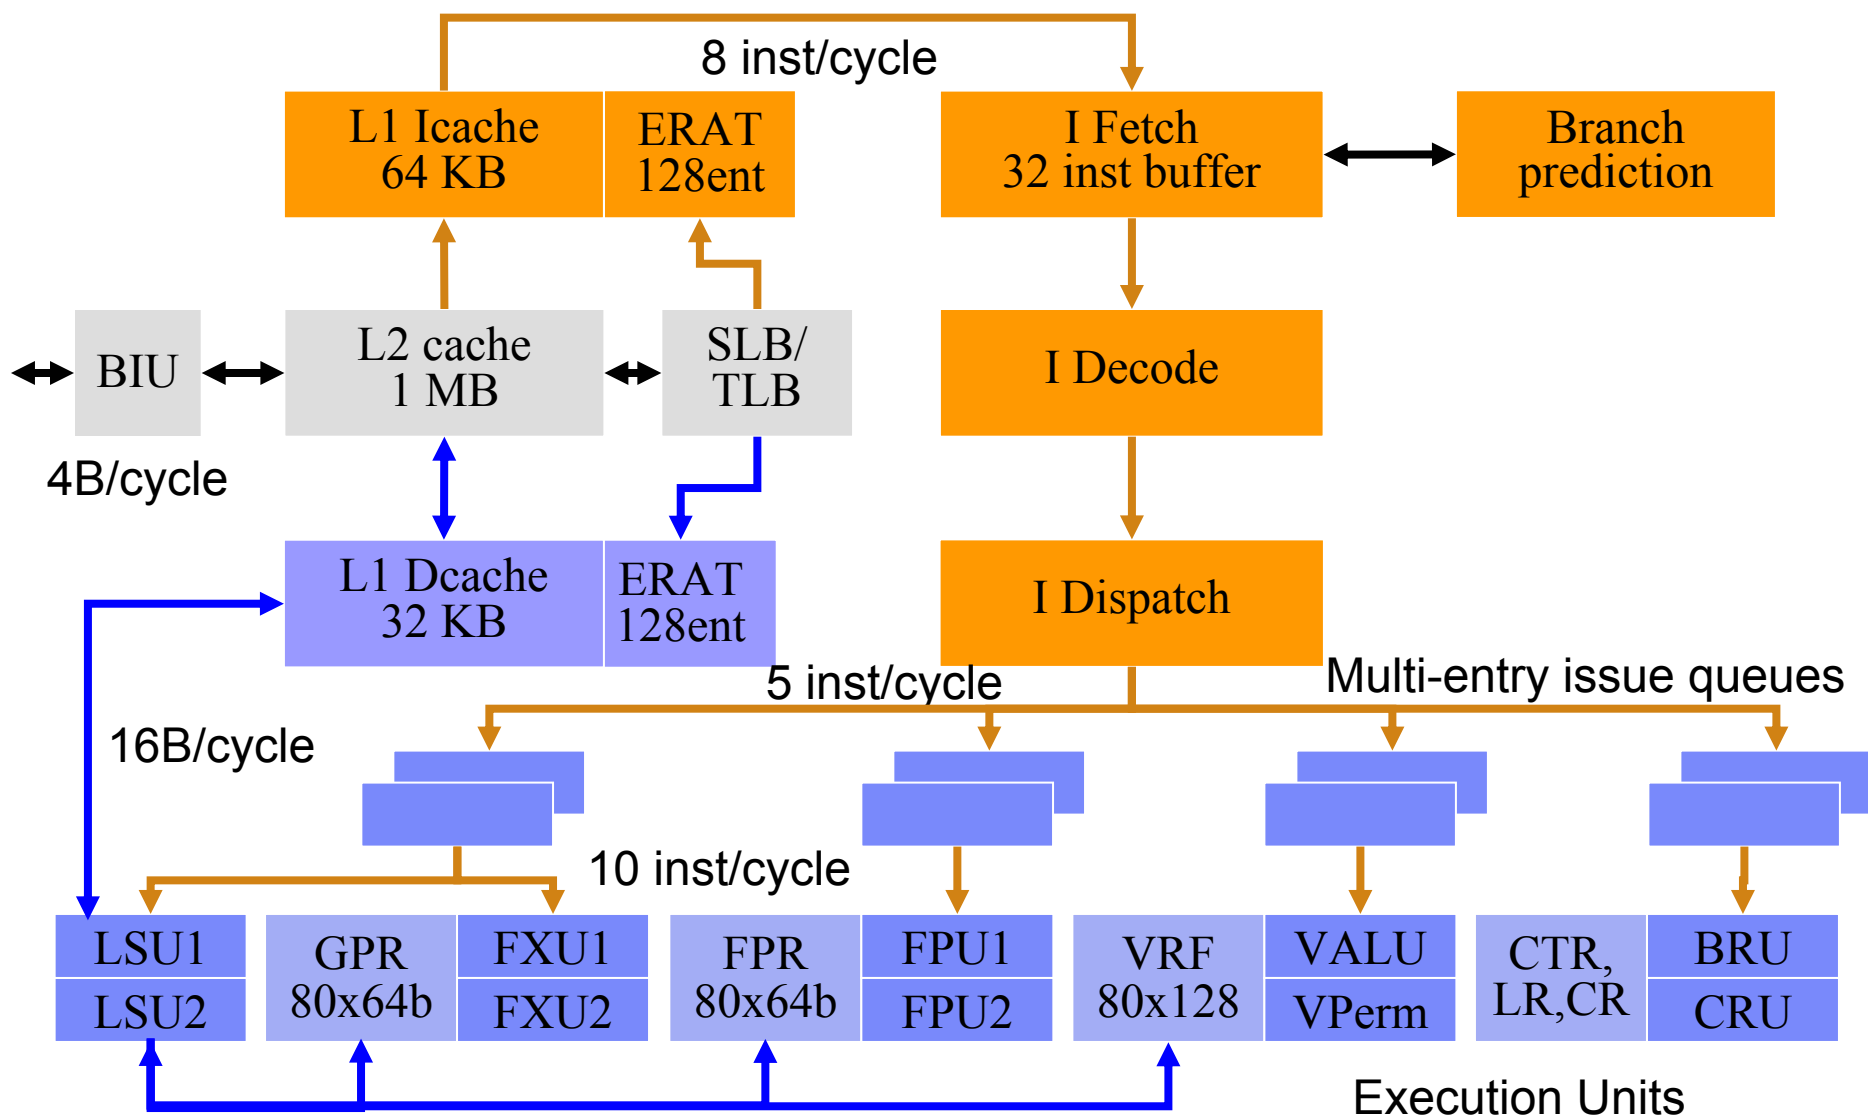 8 inst/cycle
L1 Icache
64 KB
ERAT
128ent
I Fetch
32 inst buffer
Branch
prediction
BIU
L2 cache
1 MB
SLB/
TLB
I Decode
4B/cycle
L1 Dcache
32 KB
ERAT
128ent
I Dispatch
5 inst/cycle
Multi-entry issue queues
16B/cycle
10 inst/cycle
LSU1
LSU2
GPR
80x64b
FXU1
FXU2
FPR
80x64b
FPU1
FPU2
VRF
80x128
VALU
VPerm
CTR,
LR,CR
BRU
CRU
Execution Units